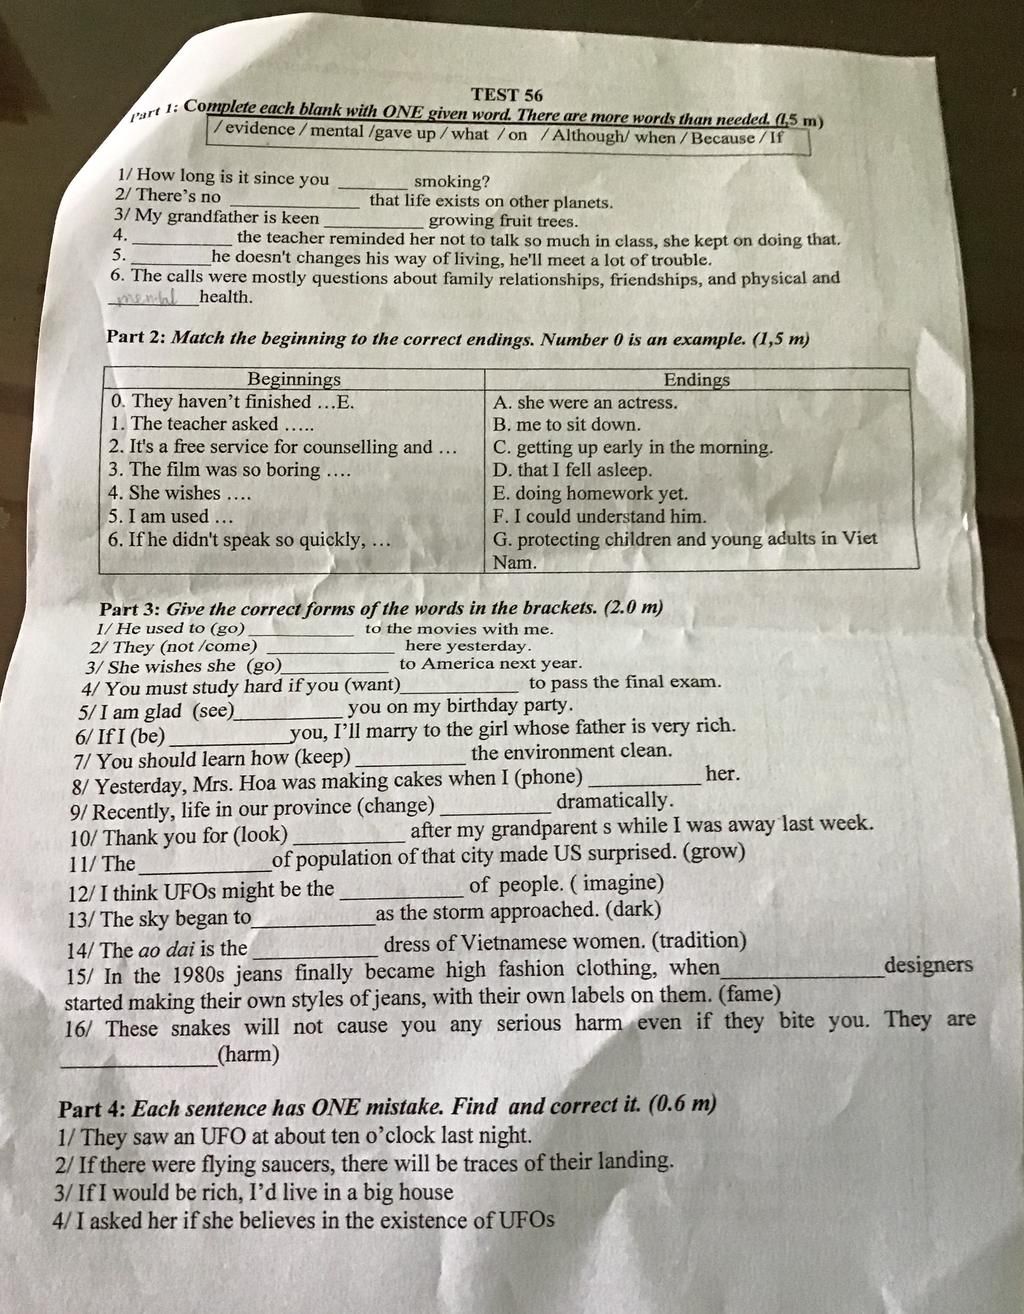 TEST 56
Part 1: Complete each blank with ONE given word. There are more words than needed. (1,5 m)
/ evidence / mental /gave up / what / on / Although/ when / Because / If
1/ How long is it since you ________ smoking?
2/ There's no ______________ that life exists on other planets.
3/ My grandfather is keen ___________ growing fruit trees.
4. ___________ the teacher reminded her not to talk so much in class, she kept on doing that.
5. _________he doesn't changes his way of living, he'll meet a lot of trouble.
6. The calls were mostly questions about family relationships, friendships, and physical and
mental health.
Part 2: Match the beginning to the correct endings. Number 0 is an example. (1,5 m)
Beginnings Endings
0. They haven't finished …E. A. she were an actress.
1. The teacher asked ….. B. me to sit down.
2. It's a free service for counselling and … C. getting up early in the morning.
3. The film was so boring …. D. that I fell asleep.
4. She wishes …. E. doing homework yet.
5. I am used … F. I could understand him.
6. If he didn't speak so quickly, … G. protecting children and young adults in Viet
Nam.
Part 3: Give the correct forms of the words in the brackets. (2.0 m)
1/ He used to (go) ____________ to the movies with me.
2/ They (not /come) ______________ here yesterday.
3/ She wishes she (go)____________ to America next year.
4/ You must study hard if you (want)_____________ to pass the final exam.
5/ I am glad (see)____________ you on my birthday party.
6/ If I (be) _____________you, I'll marry to the girl whose father is very rich.
7/ You should learn how (keep) ____________ the environment clean.
8/ Yesterday, Mrs. Hoa was making cakes when I (phone) ____________ her.
9/ Recently, life in our province (change) ____________ dramatically.
10/ Thank you for (look) ____________ after my grandparent s while I was away last week.
11/ The ______________of population of that city made US surprised. (grow)
12/ I think UFOs might be the _____________ of people. ( imagine)
13/ The sky began to_____________as the storm approached. (dark)
14/ The ao dai is the _____________ dress of Vietnamese women. (tradition)
15/ In the 1980s jeans finally became high fashion clothing, when________________designers
started making their own styles of jeans, with their own labels on them. (fame)
16/ These snakes will not cause you any serious harm even if they bite you. They are
________________(harm)
Part 4: Each sentence has ONE mistake. Find and correct it. (0.6 m)
1/ They saw an UFO at about ten o'clock last night.
2/ If there were flying saucers, there will be traces of their landing.
3/ If I would be rich, I'd live in a big house
4/ I asked her if she believes in the existence of UFOs